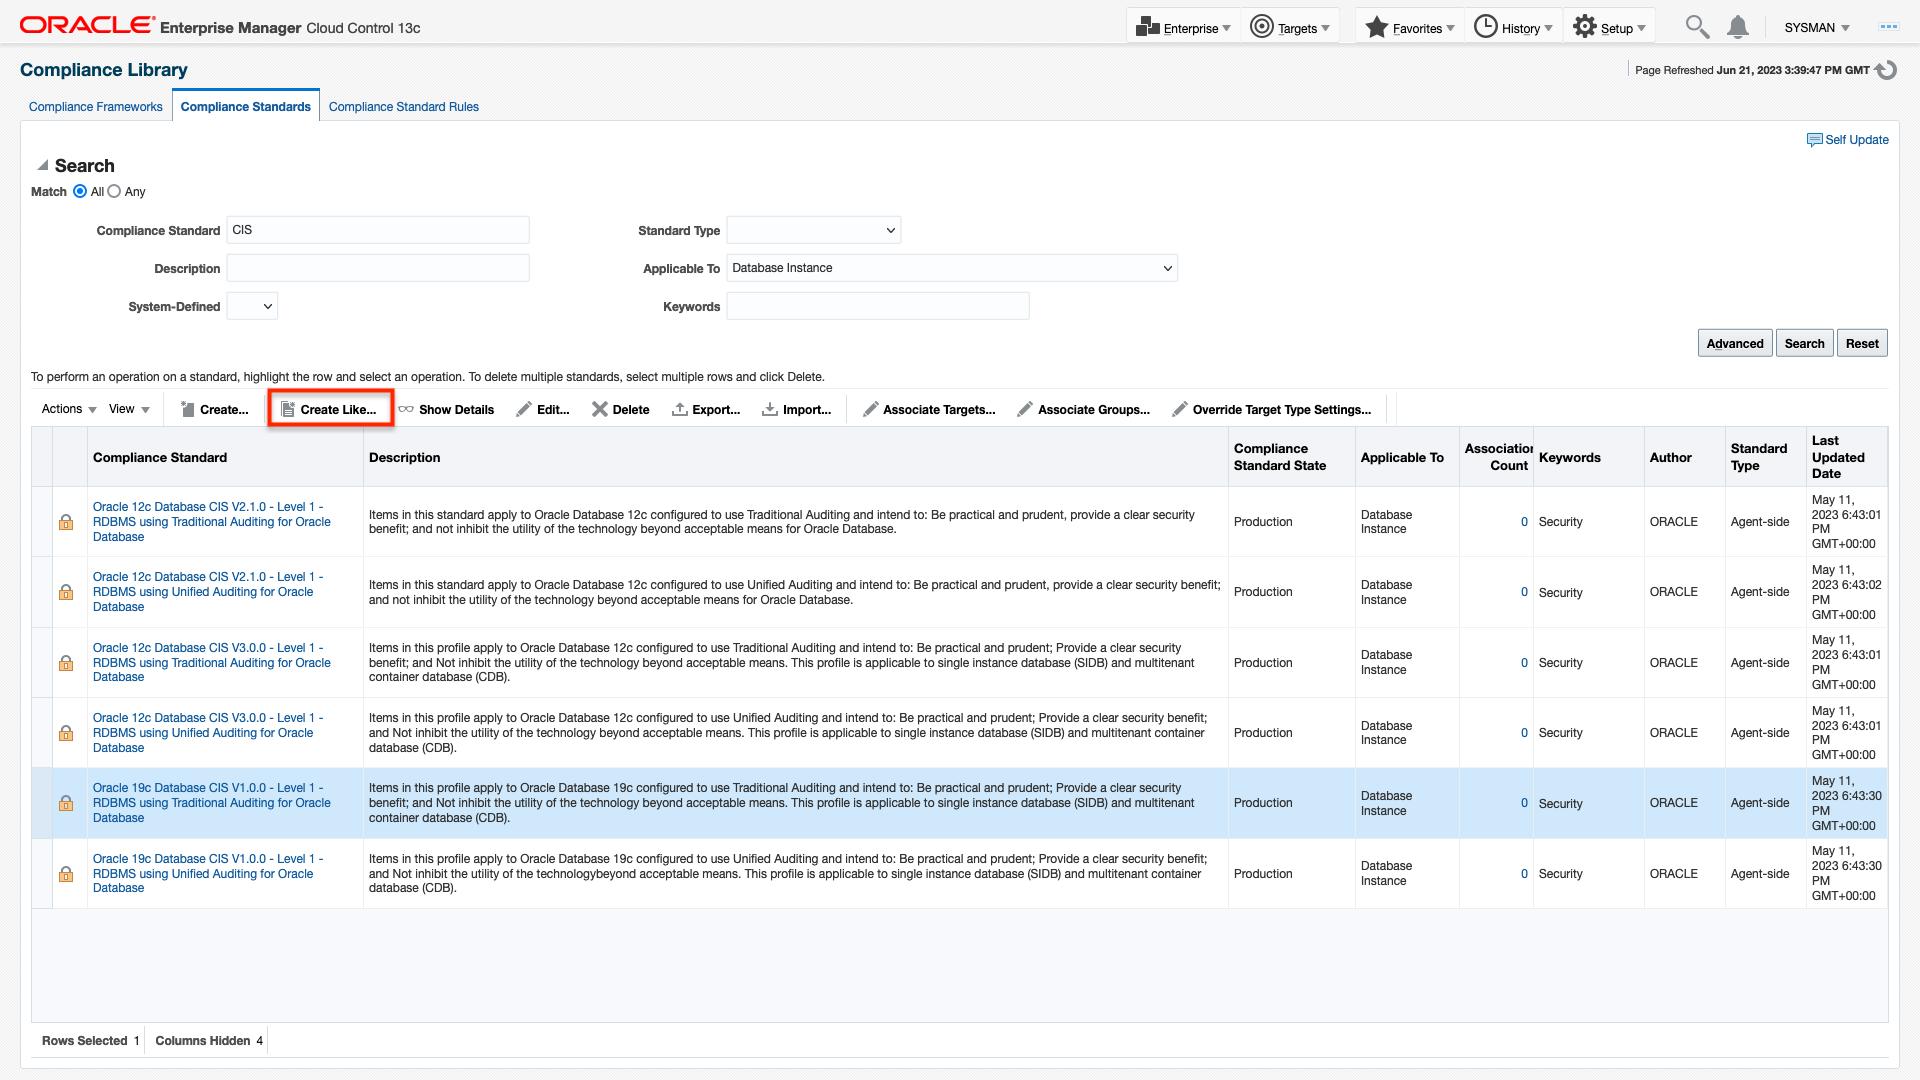 ORACLE Enterprise Manager Cloud Control 13c
Enterprise Targets Favorites History Setup SYSMAN
Compliance Library
Page Refreshed Jun 21, 2023 3:39:47 PM GMT
Compliance Frameworks Compliance Standards Compliance Standard Rules
Self Update
Search
Match All Any
Compliance Standard CIS Standard Type
Description Applicable To Database Instance
System-Defined Keywords
Advanced Search Reset
To perform an operation on a standard, highlight the row and select an operation. To delete multiple standards, select multiple rows and click Delete.
Actions View Create... Create Like... Show Details Edit... Delete Export... Import... Associate Targets... Associate Groups... Override Target Type Settings...
Compliance Standard
Description
Compliance
Standard State
Applicable To
Association
Count
Keywords
Author
Standard
Type
Last
Updated
Date
Oracle 12c Database CIS V2.1.0 - Level 1 -
RDBMS using Traditional Auditing for Oracle
Database
Items in this standard apply to Oracle Database 12c configured to use Traditional Auditing and intend to: Be practical and prudent, provide a clear security
benefit; and not inhibit the utility of the technology beyond acceptable means for Oracle Database.
Production
Database
Instance
0
Security
ORACLE
Agent-side
May 11,
2023 6:43:01
PM
GMT+00:00
Oracle 12c Database CIS V2.1.0 - Level 1 -
RDBMS using Unified Auditing for Oracle
Database
Items in this standard apply to Oracle Database 12c configured to use Unified Auditing and intend to: Be practical and prudent, provide a clear security benefit;
and not inhibit the utility of the technology beyond acceptable means for Oracle Database.
Production
Database
Instance
0
Security
ORACLE
Agent-side
May 11,
2023 6:43:02
PM
GMT+00:00
Oracle 12c Database CIS V3.0.0 - Level 1 -
RDBMS using Traditional Auditing for Oracle
Database
Items in this profile apply to Oracle Database 12c configured to use Traditional Auditing and intend to: Be practical and prudent; Provide a clear security
benefit; and Not inhibit the utility of the technology beyond acceptable means. This profile is applicable to single instance database (SIDB) and multitenant
container database (CDB).
Production
Database
Instance
0
Security
ORACLE
Agent-side
May 11,
2023 6:43:01
PM
GMT+00:00
Oracle 12c Database CIS V3.0.0 - Level 1 -
RDBMS using Unified Auditing for Oracle
Database
Items in this profile apply to Oracle Database 12c configured to use Unified Auditing and intend to: Be practical and prudent; Provide a clear security benefit;
and Not inhibit the utility of the technology beyond acceptable means. This profile is applicable to single instance database (SIDB) and multitenant container
database (CDB).
Production
Database
Instance
0
Security
ORACLE
Agent-side
May 11,
2023 6:43:01
PM
GMT+00:00
Oracle 19c Database CIS V1.0.0 - Level 1 -
RDBMS using Traditional Auditing for Oracle
Database
Items in this profile apply to Oracle Database 19c configured to use Traditional Auditing and intend to: Be practical and prudent; Provide a clear security
benefit; and Not inhibit the utility of the technology beyond acceptable means. This profile is applicable to single instance database (SIDB) and multitenant
container database (CDB).
Production
Database
Instance
0
Security
ORACLE
Agent-side
May 11,
2023 6:43:30
PM
GMT+00:00
Oracle 19c Database CIS V1.0.0 - Level 1 -
RDBMS using Unified Auditing for Oracle
Database
Items in this profile apply to Oracle Database 19c configured to use Unified Auditing and intend to: Be practical and prudent; Provide a clear security benefit;
and Not inhibit the utility of the technologybeyond acceptable means. This profile is applicable to single instance database (SIDB) and multitenant container
database (CDB).
Production
Database
Instance
0
Security
ORACLE
Agent-side
May 11,
2023 6:43:30
PM
GMT+00:00
Rows Selected 1 Columns Hidden 4